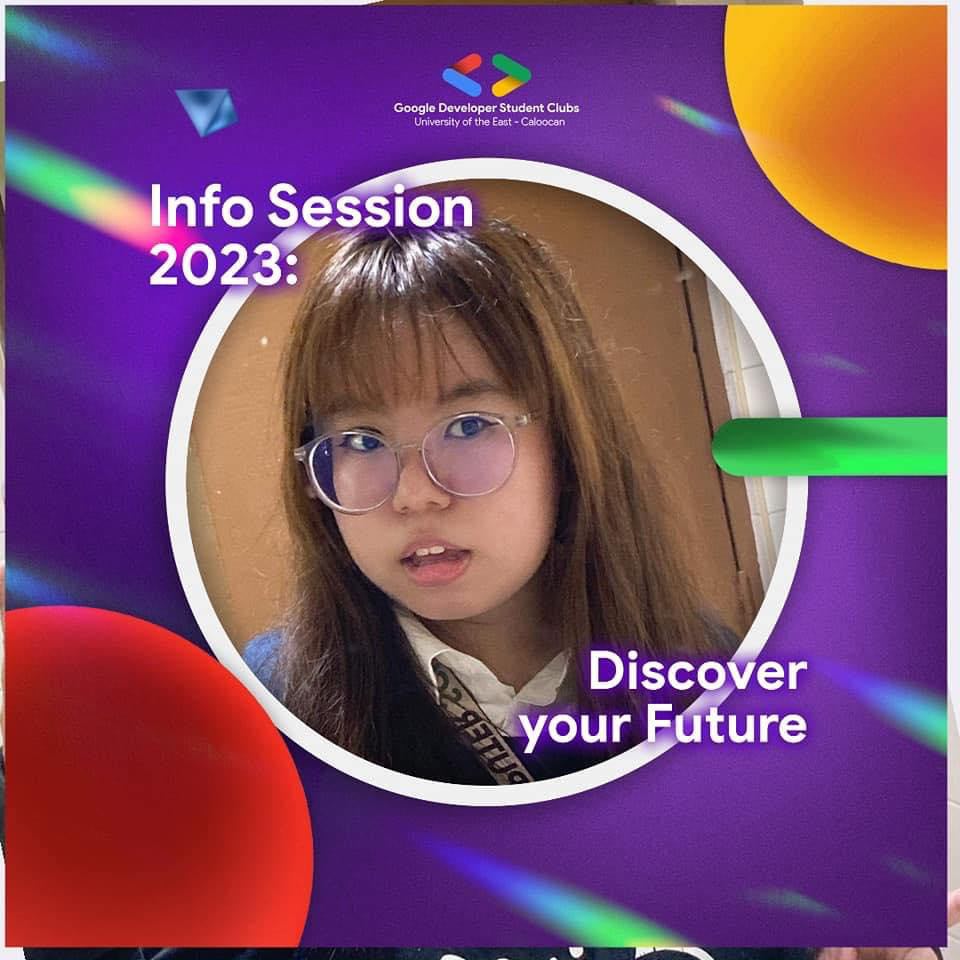 Google Developer Student Clubs
University of the East - Caloocan
Info Session
2023:
Discover
your Future